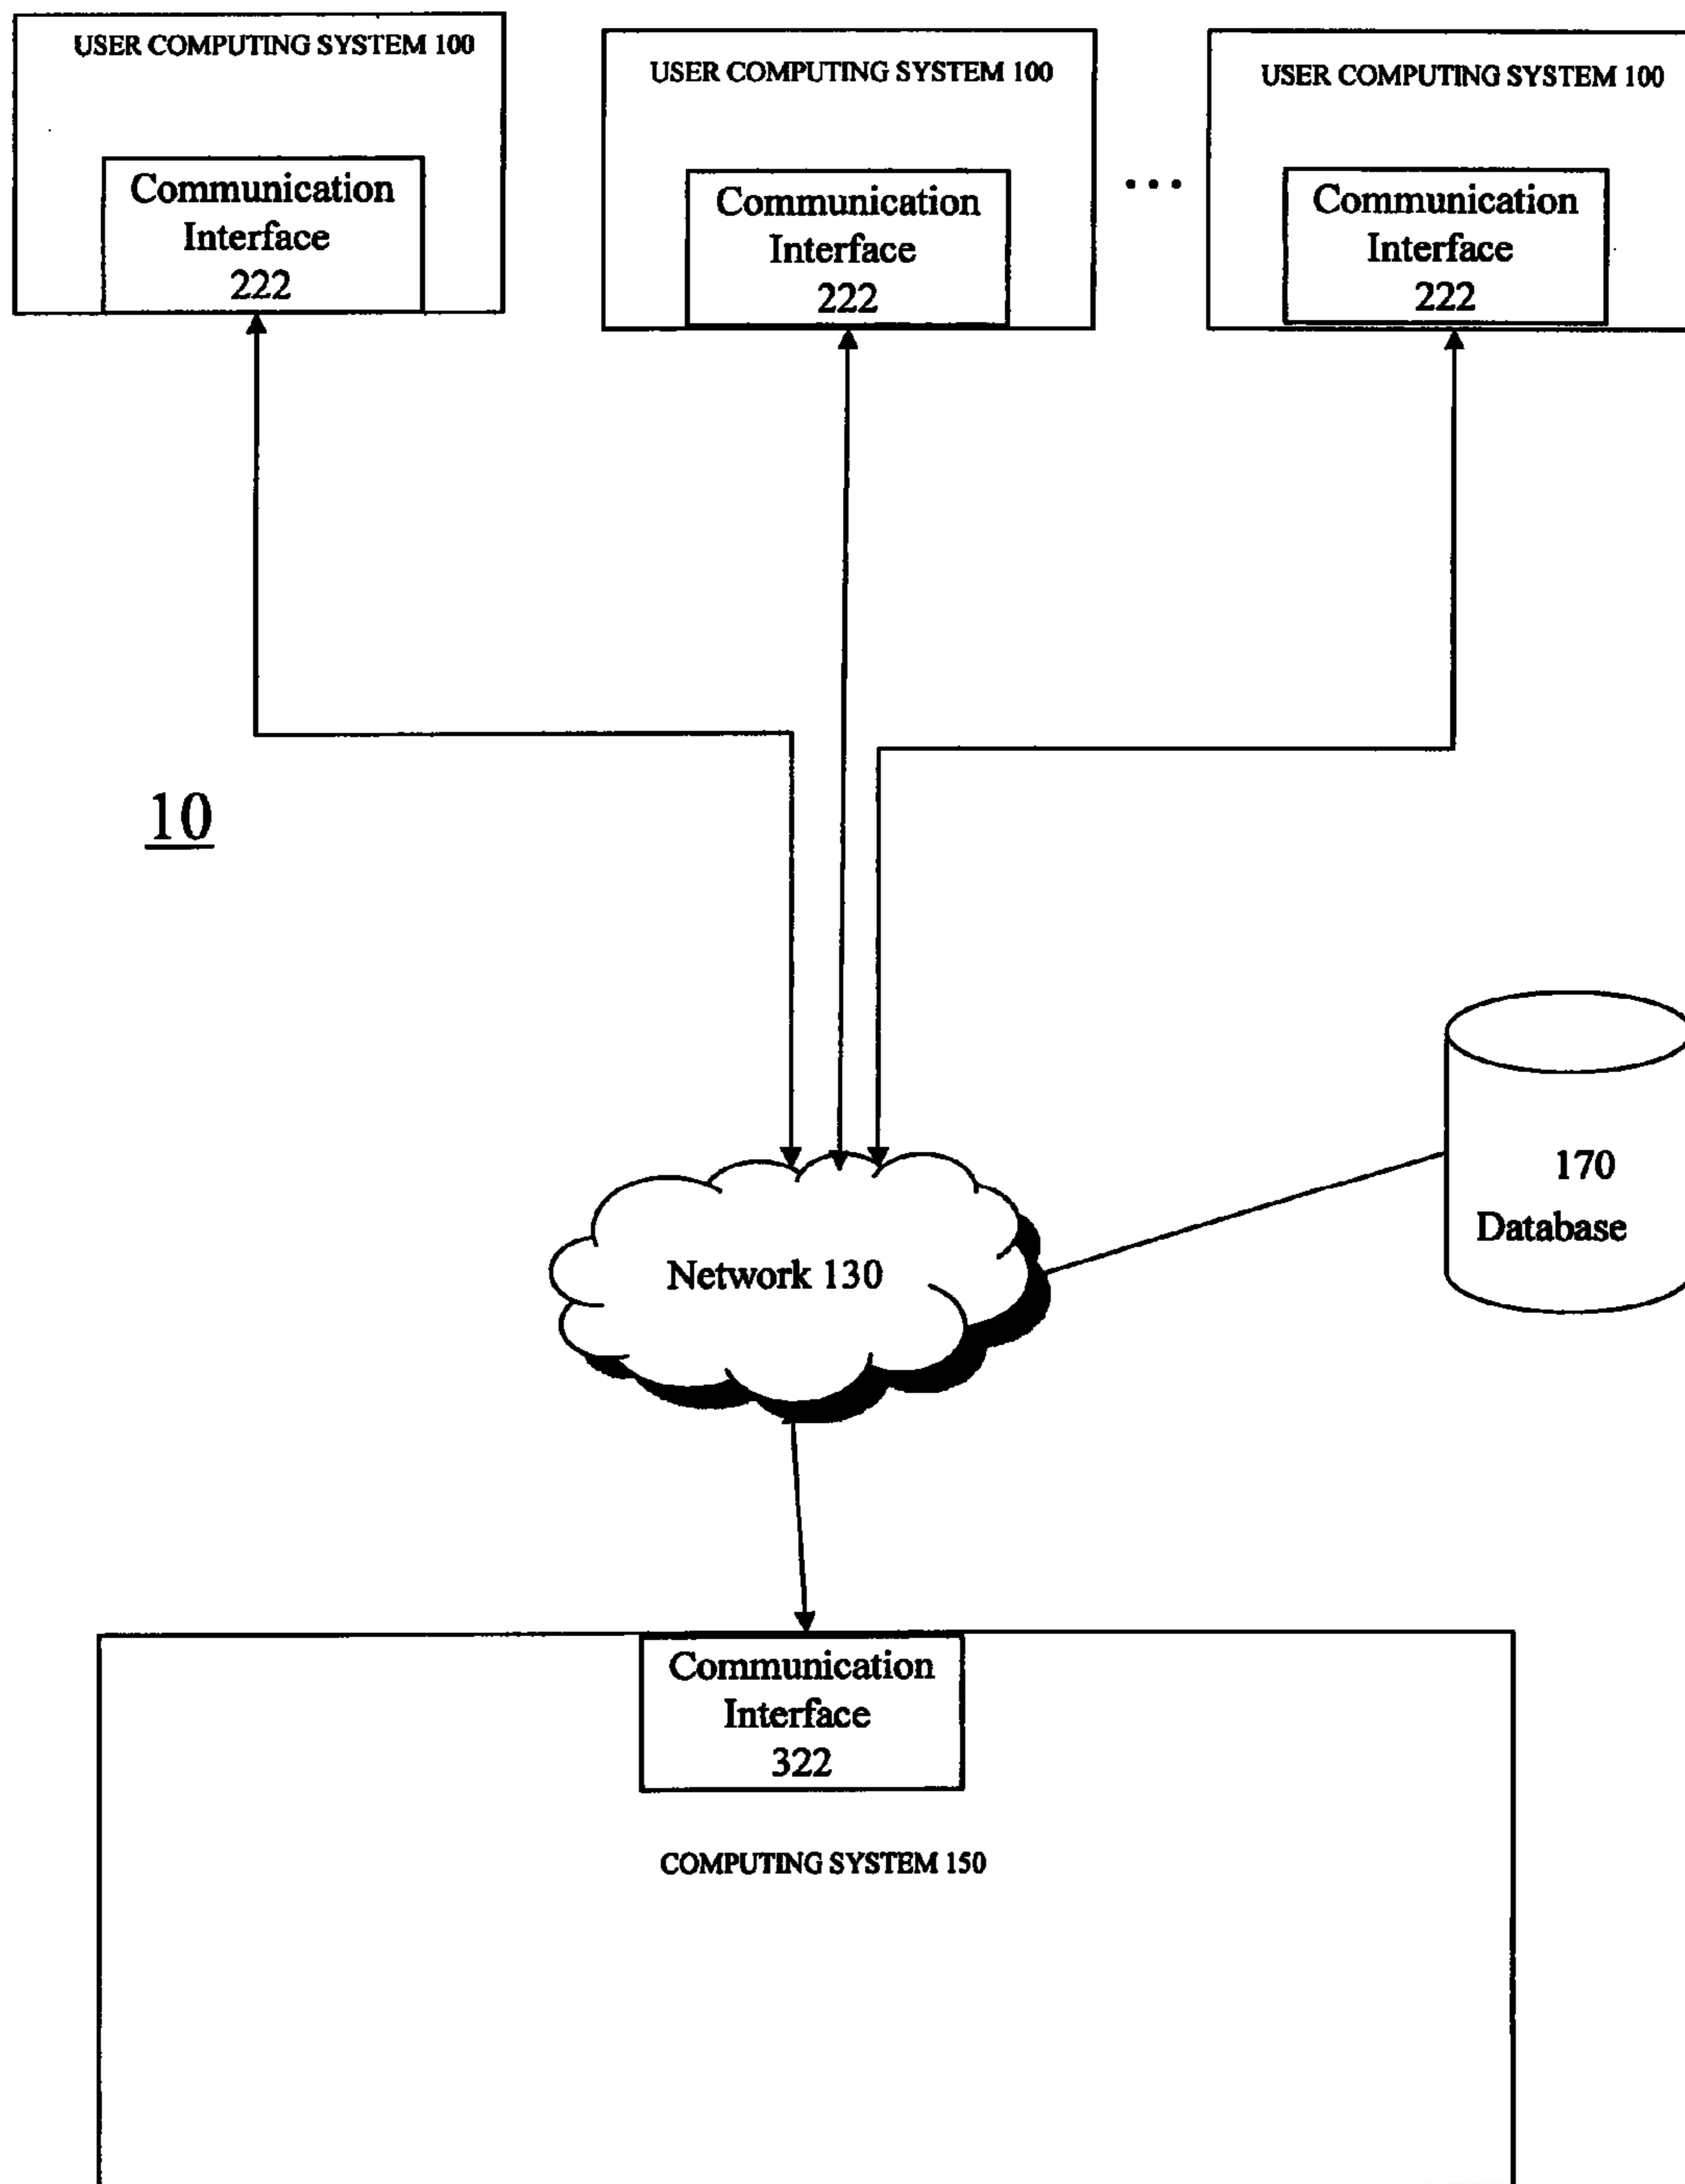 USER COMPUTING SYSTEM 100
Communication
Interface
222
USER COMPUTING SYSTEM 100
Communication
Interface
222
...
USER COMPUTING SYSTEM 100
Communication
Interface
222
10
170
Database
Network 130
Communication
Interface
322
COMPUTING SYSTEM 150